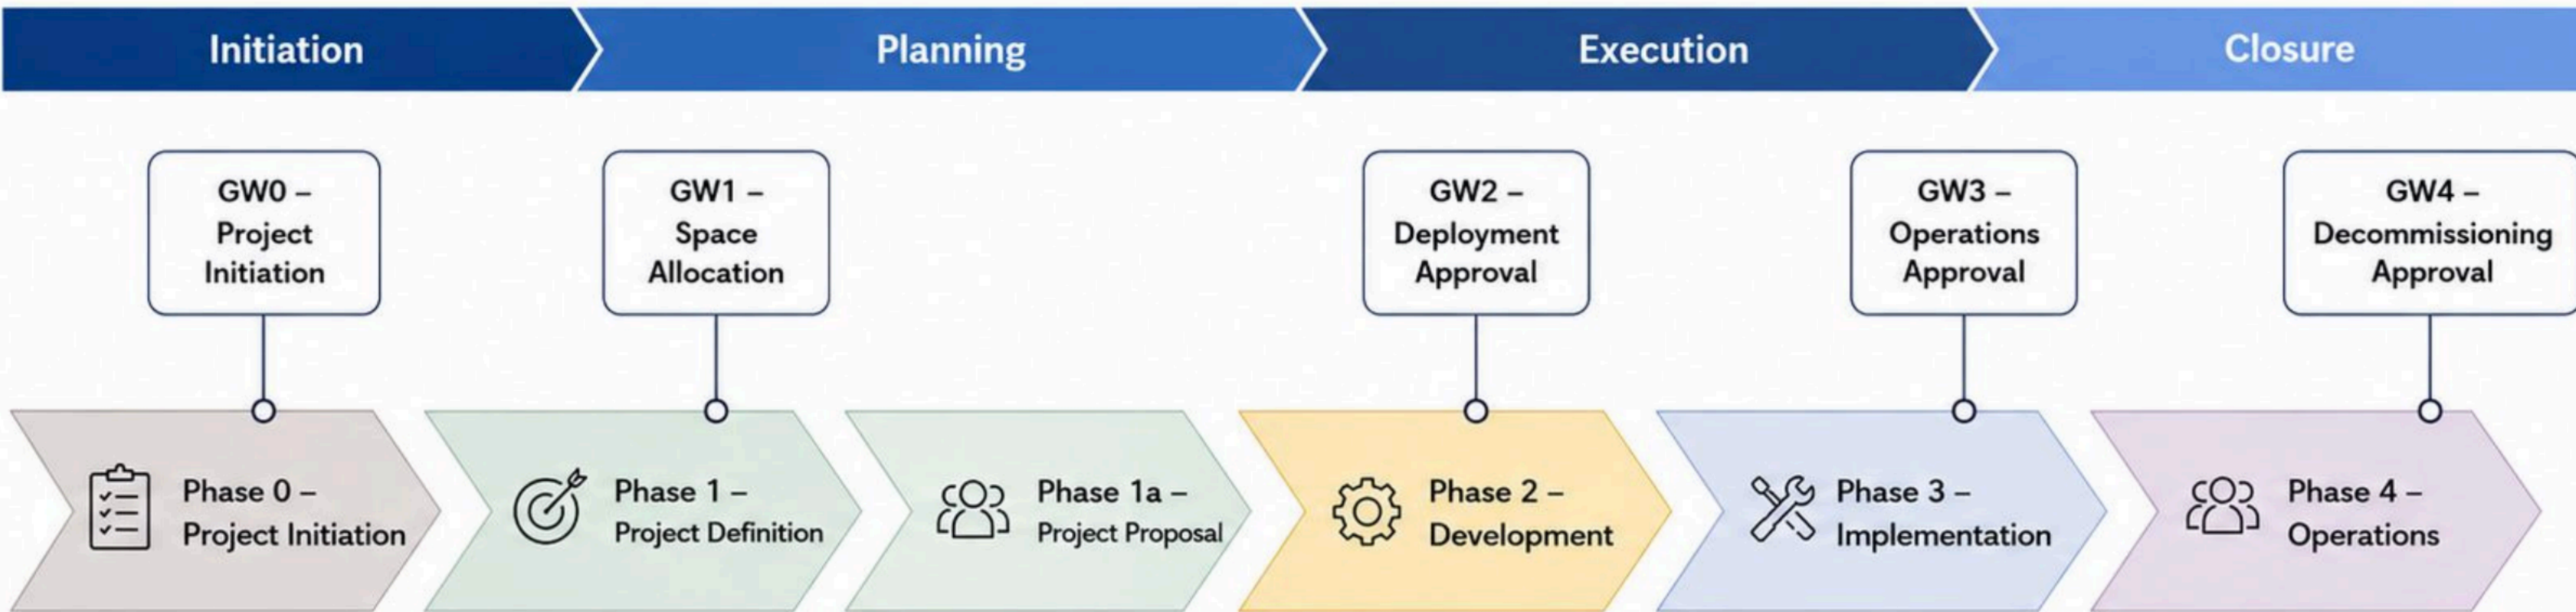 Initiation
Planning
Execution
Closure
GW0 –
Project
Initiation
GW1 –
Space
Allocation
GW2 –
Deployment
Approval
GW3 –
Operations
Approval
GW4 –
Decommissioning
Approval
Phase 0 –
Project Initiation
Phase 1 –
Project Definition
Phase 1a –
Project Proposal
Phase 2 –
Development
Phase 3 –
Implementation
Phase 4 –
Operations